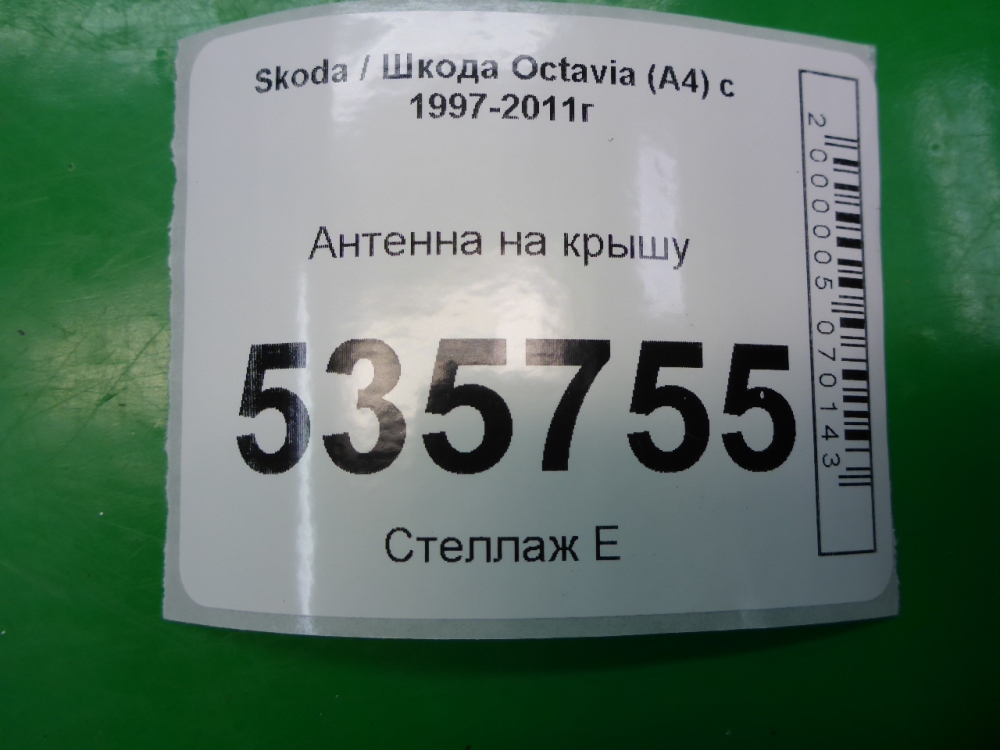 Skoda / Шкода Octavia (A4) с
1997-2011г
Антенна на крышу
535755
Стеллаж Е
2000005070143